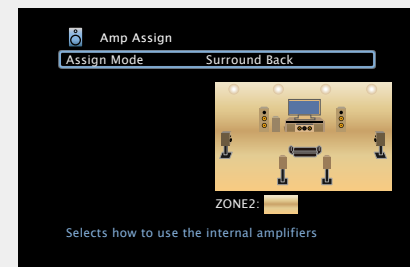 Amp Assign
Assign Mode Surround Back
ZONE2:
Selects how to use the internal amplifiers